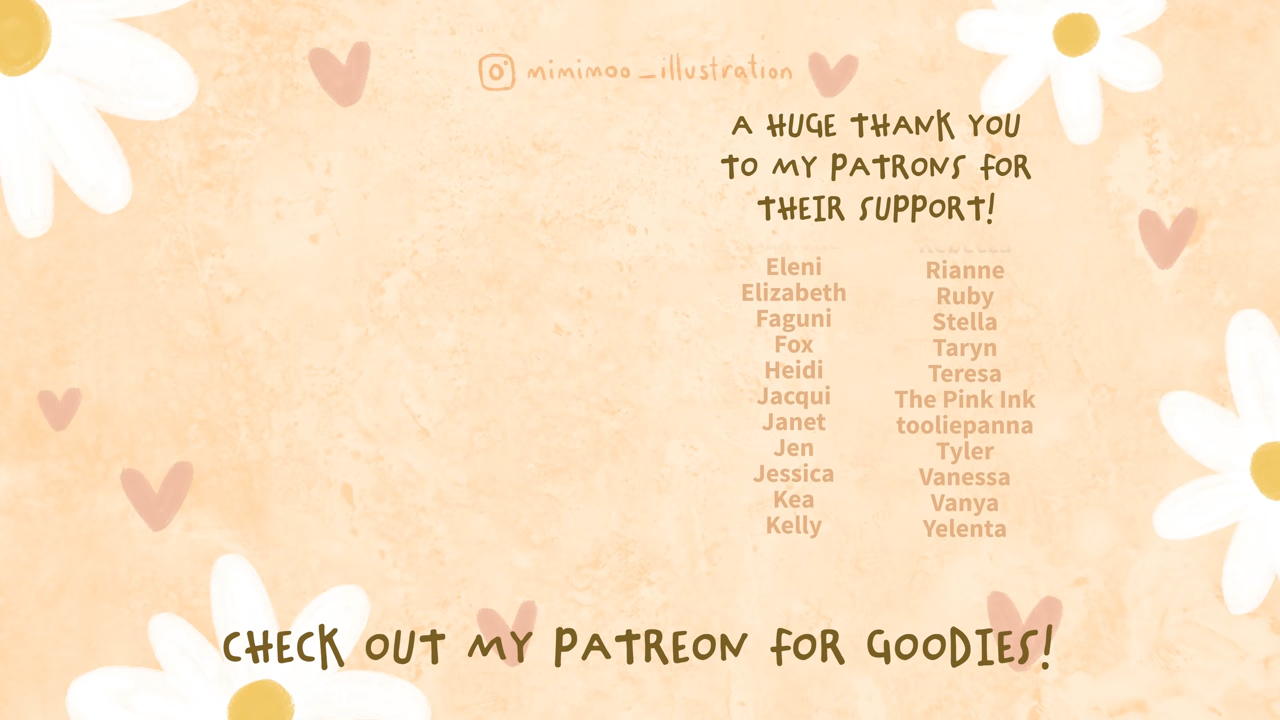 mimimoo_illustration
A HUGE THANK YOU
TO MY PATRONS FOR
THEIR SUPPORT!
Eleni
Elizabeth
Faguni
Fox
Heidi
Jacqui
Janet
Jen
Jessica
Kea
Kelly
Rianne
Ruby
Stella
Taryn
Teresa
The Pink Ink
tooliepanna
Tyler
Vanessa
Vanya
Yelenta
CHECK OUT MY PATREON FOR GOODIES!